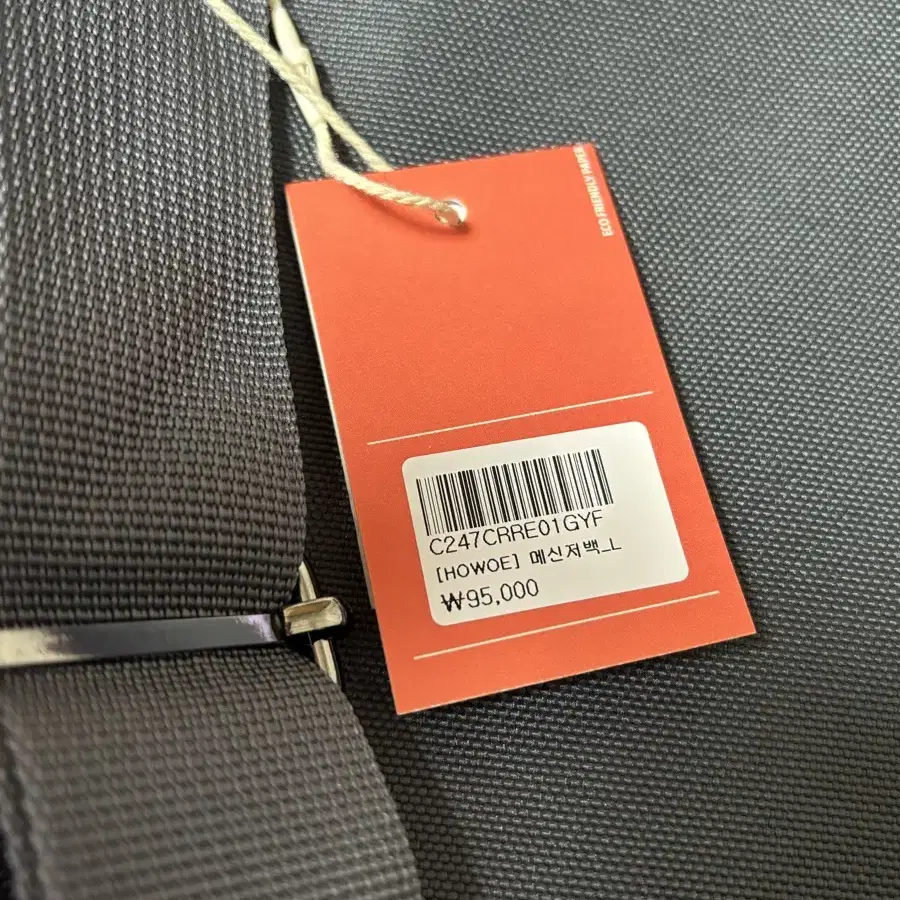 ECO FRIENDLY PAPER
C247CRRE01GYF
[HOWOE] 메신저백_L
₩95,000